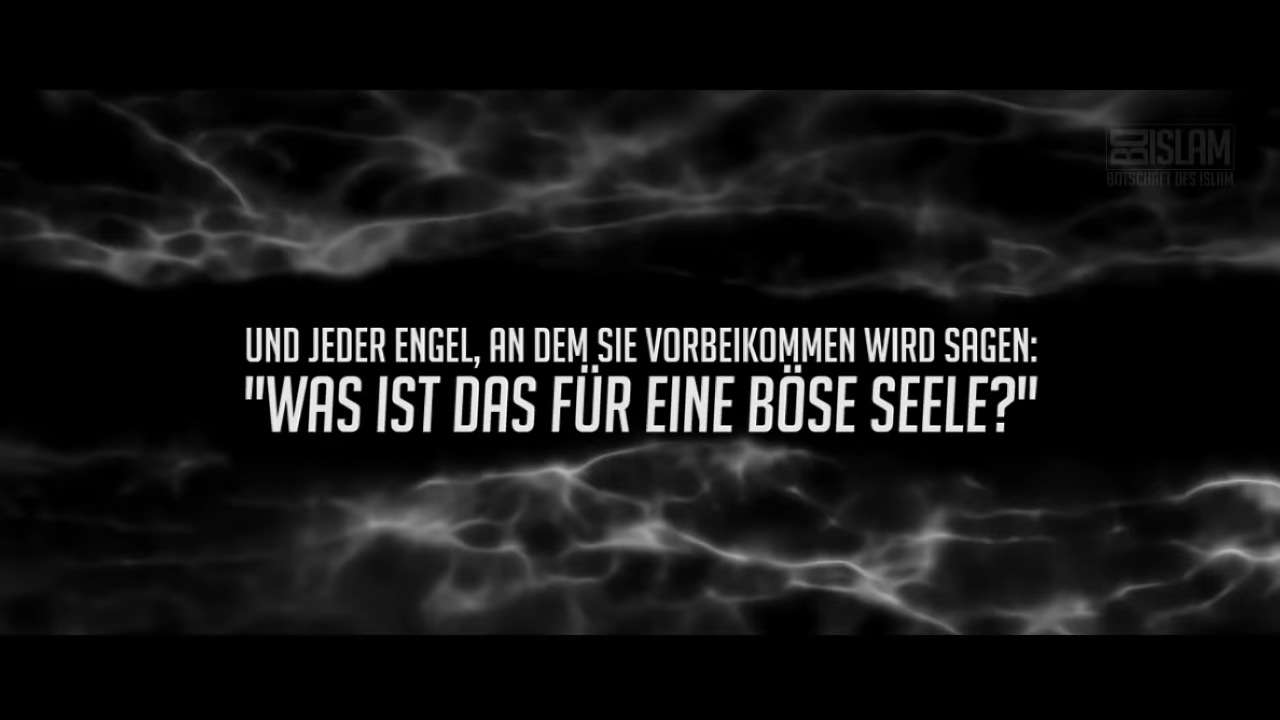 BDISLAM
BOTSCHAFT DES ISLAM
UND JEDER ENGEL, AN DEM SIE VORBEIKOMMEN WIRD SAGEN:
"WAS IST DAS FÜR EINE BÖSE SEELE?"